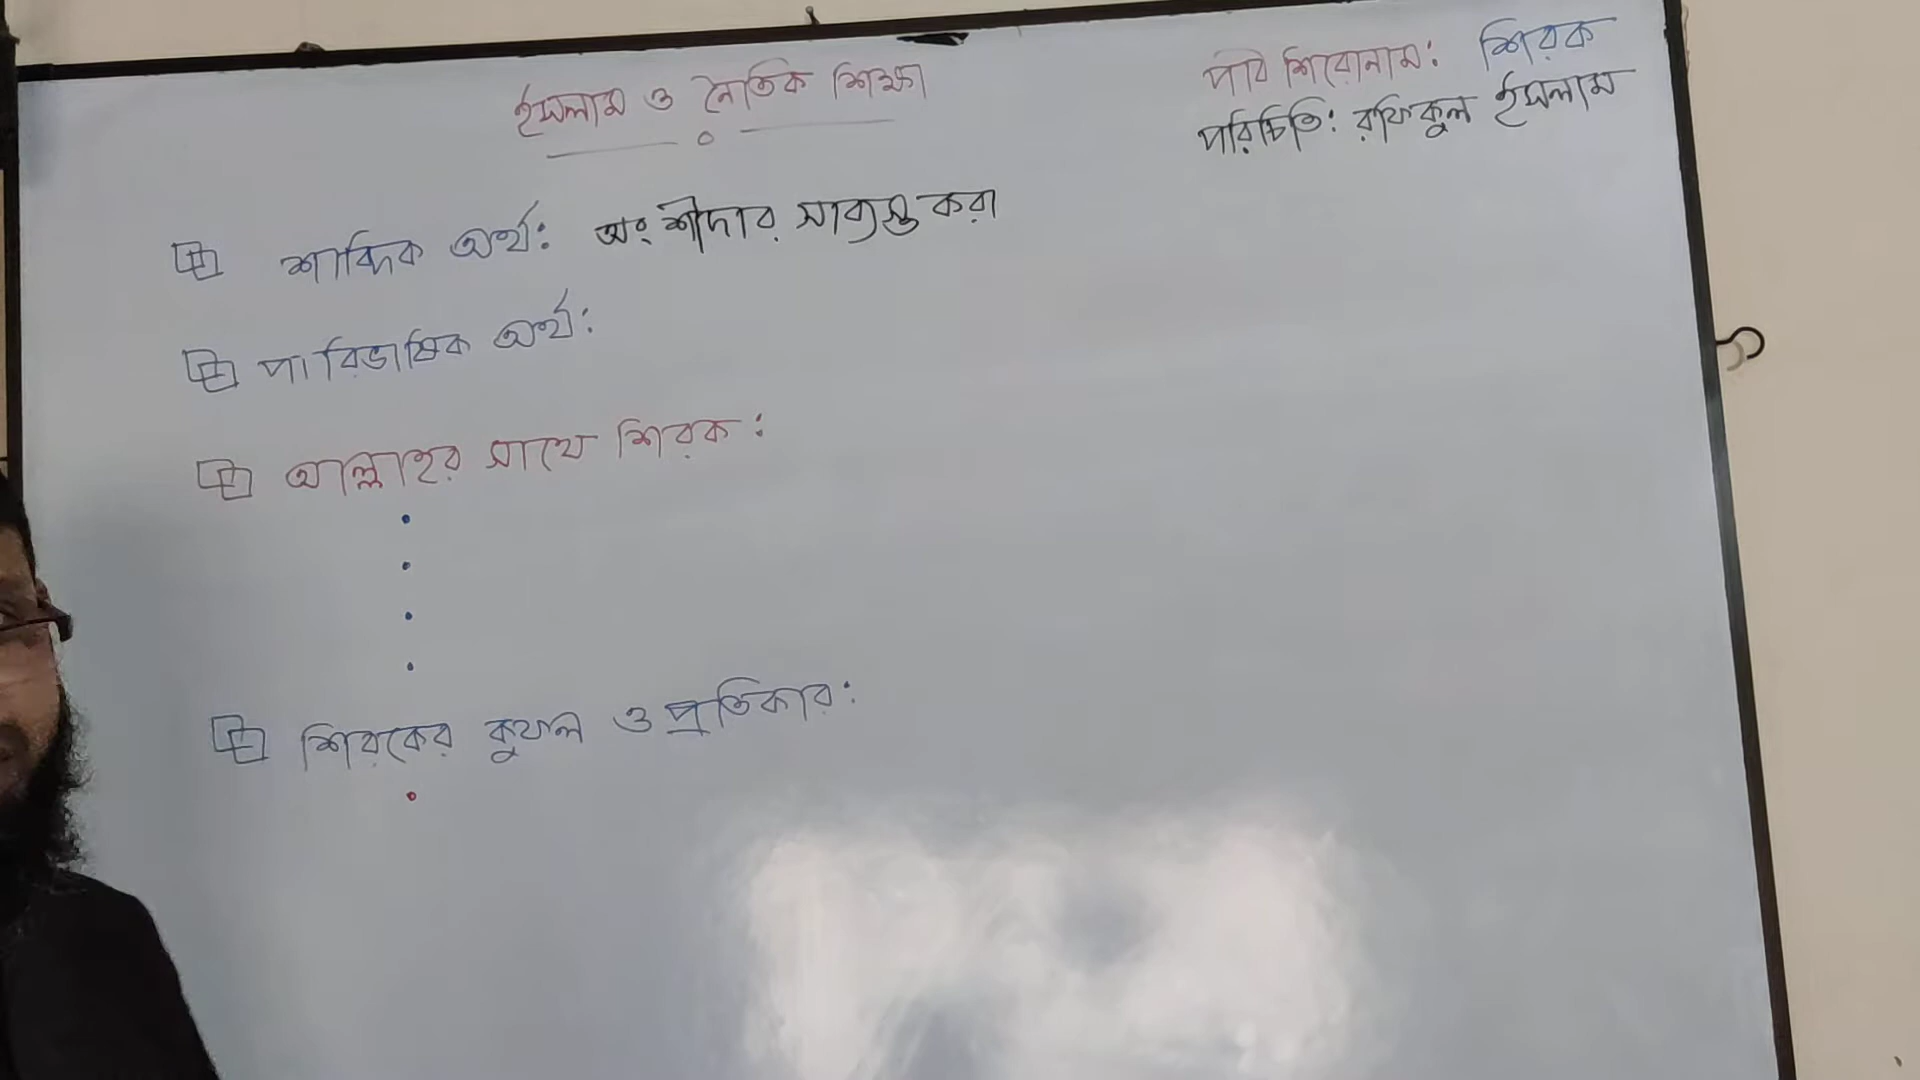 ইসলাম ও নৈতিক শিক্ষা
পাঠ শিরোনাম: শিরক
পরিচিতি: রফিকুল ইসলাম
শাব্দিক অর্থ: অংশীদার সাব্যস্ত করা
পারিভাষিক অর্থ:
আল্লাহর সাথে শিরক:
শিরকের কুফল ও প্রতিকার: